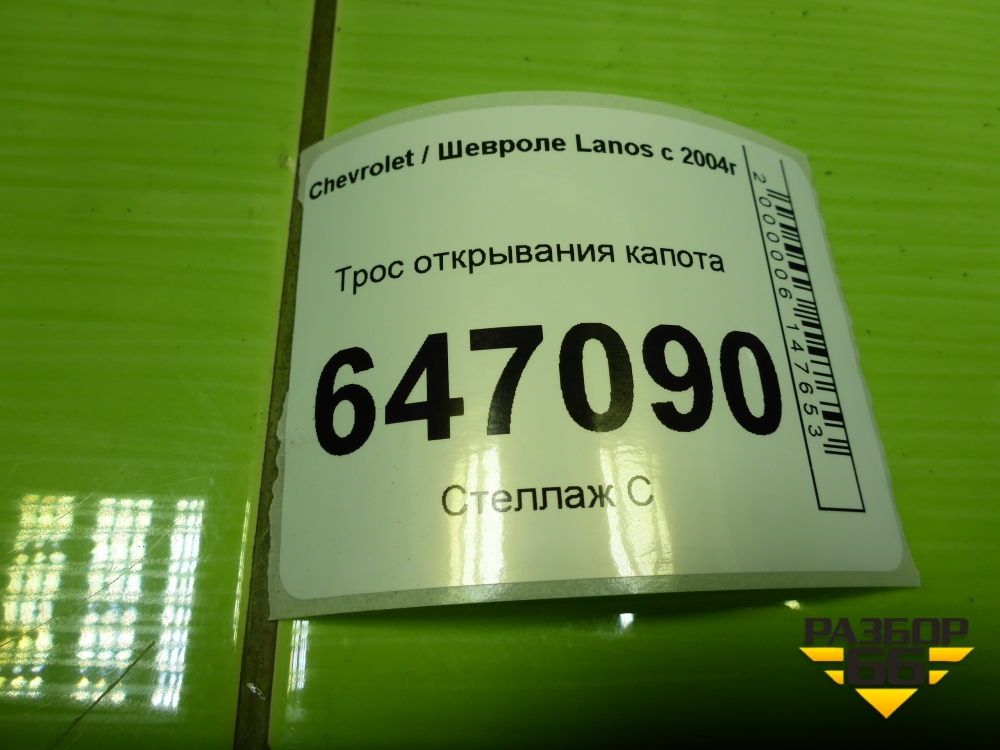 Chevrolet / Шевроле Lanos с 2004г
Трос открывания капота
647090
Стеллаж С
2000006147653
РАЗБОР
66